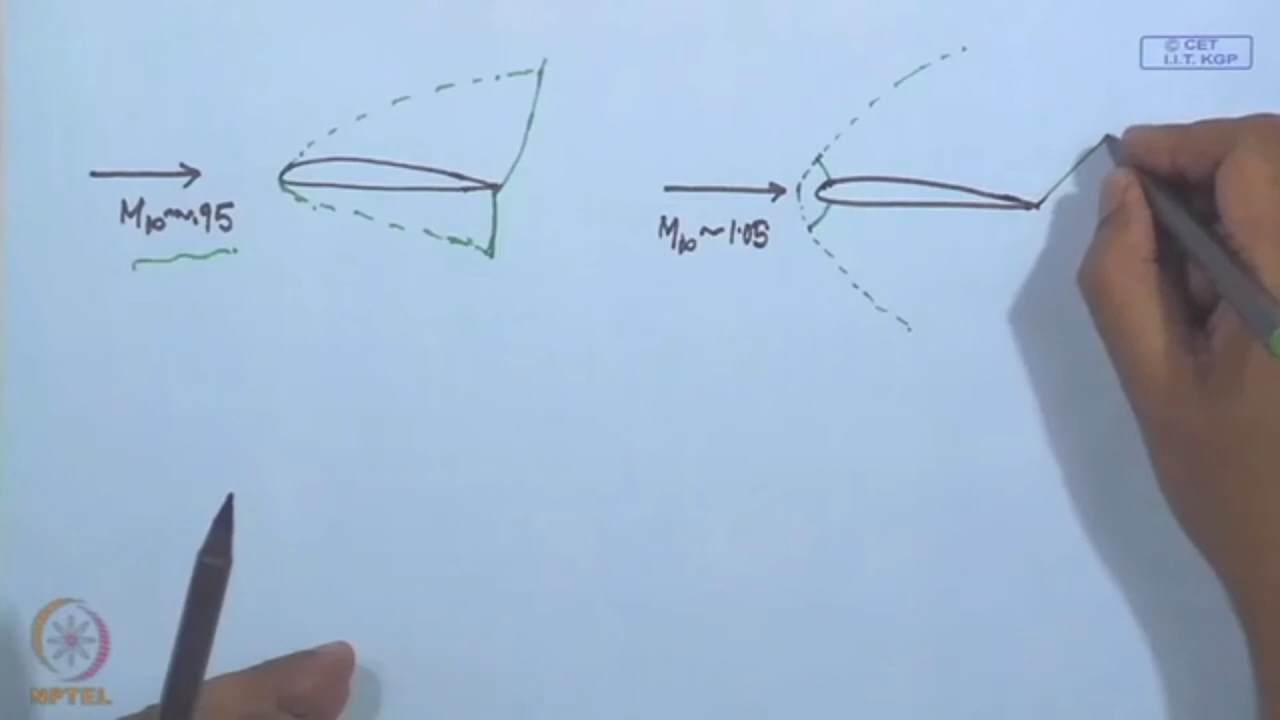 © CET
I.I.T. KGP
M∞~.95
M∞~1.05
NPTEL